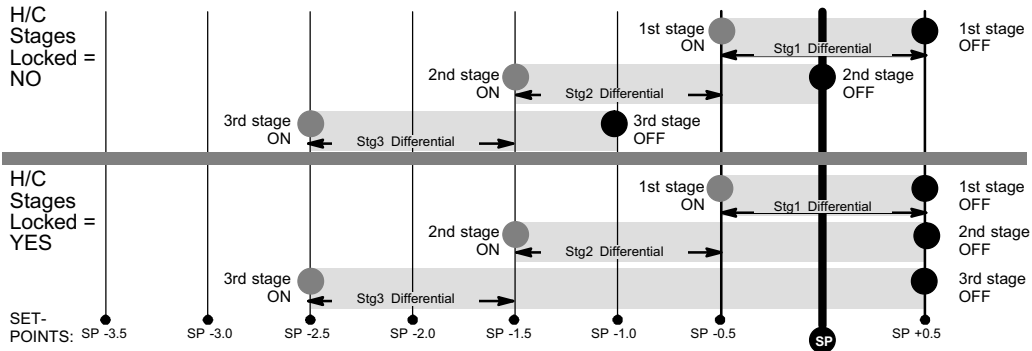 H/C
Stages
Locked =
NO
1st stage
ON
Stg1 Differential
1st stage
OFF
2nd stage
ON
Stg2 Differential
2nd stage
OFF
3rd stage
ON
Stg3 Differential
3rd stage
OFF
H/C
Stages
Locked =
YES
1st stage
ON
Stg1 Differential
1st stage
OFF
2nd stage
ON
Stg2 Differential
2nd stage
OFF
3rd stage
ON
Stg3 Differential
3rd stage
OFF
SET-
POINTS:
SP -3.5
SP -3.0
SP -2.5
SP -2.0
SP -1.5
SP -1.0
SP -0.5
SP
SP +0.5